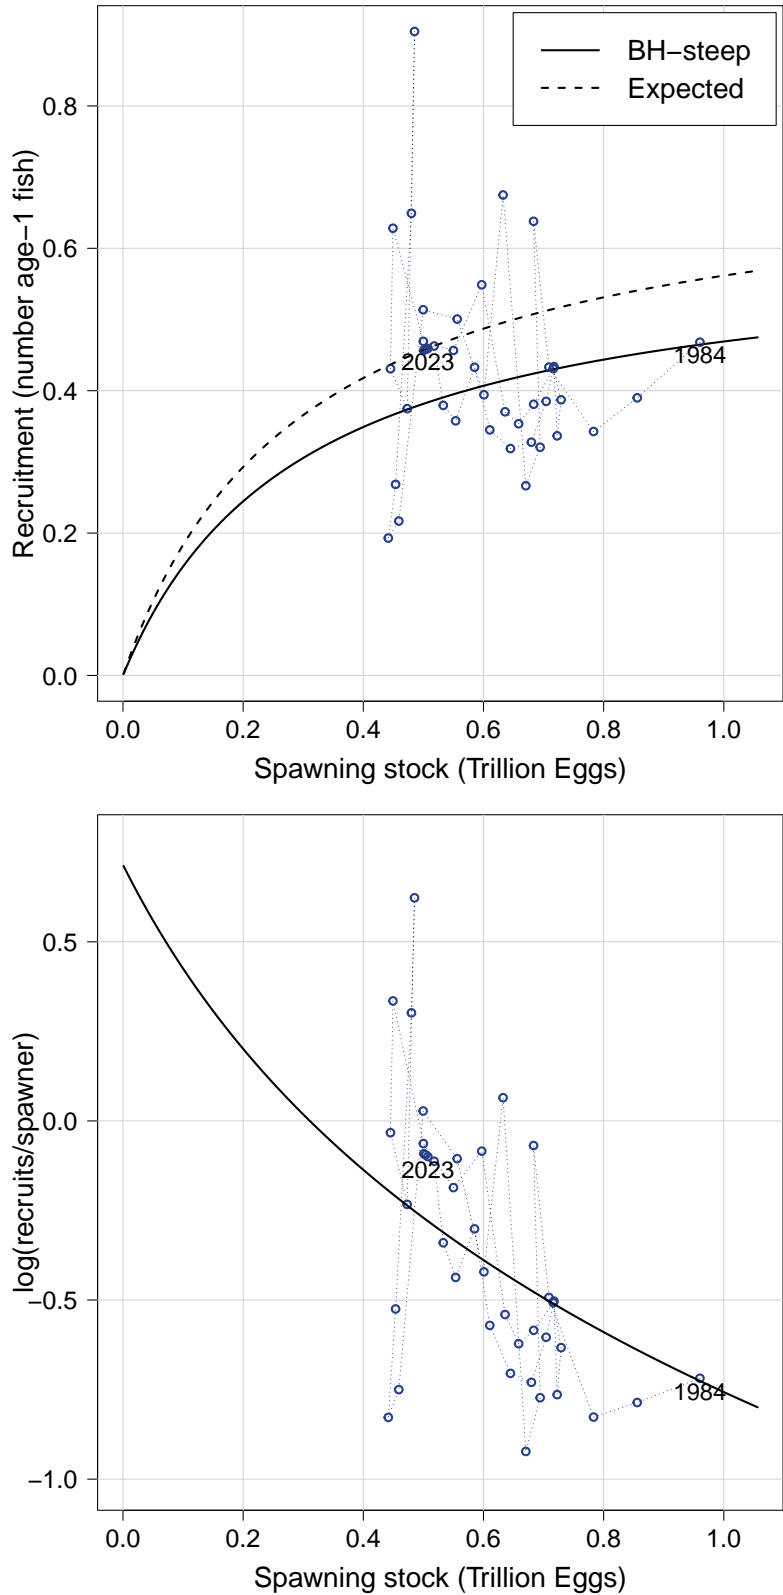 BH−steep
Expected
Recruitment (number age−1 fish)
0.8
0.6
0.4
0.2
0.0
2023
1984
0.0 0.2 0.4 0.6 0.8 1.0
Spawning stock (Trillion Eggs)
log(recruits/spawner)
0.5
0.0
−0.5
−1.0
2023
1984
0.0 0.2 0.4 0.6 0.8 1.0
Spawning stock (Trillion Eggs)